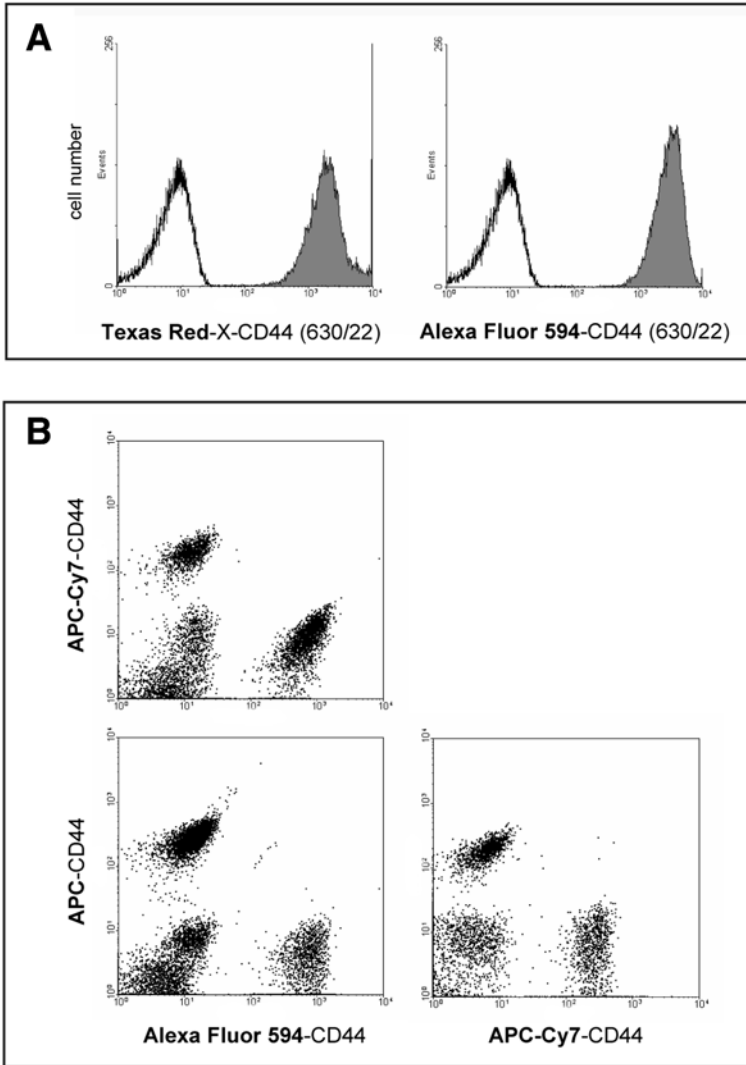 A
256
256
cell number
Events
Events
0
0
10⁰ 10¹ 10² 10³ 10⁴
10⁰ 10¹ 10² 10³ 10⁴
Texas Red-X-CD44 (630/22)
Alexa Fluor 594-CD44 (630/22)
B
APC-Cy7-CD44
10⁴
10³
10²
10¹
10⁰
10⁰ 10¹ 10² 10³ 10⁴
APC-CD44
10⁴
10³
10²
10¹
10⁰
10⁰ 10¹ 10² 10³ 10⁴
10⁴
10³
10²
10¹
10⁰
10⁰ 10¹ 10² 10³ 10⁴
Alexa Fluor 594-CD44
APC-Cy7-CD44